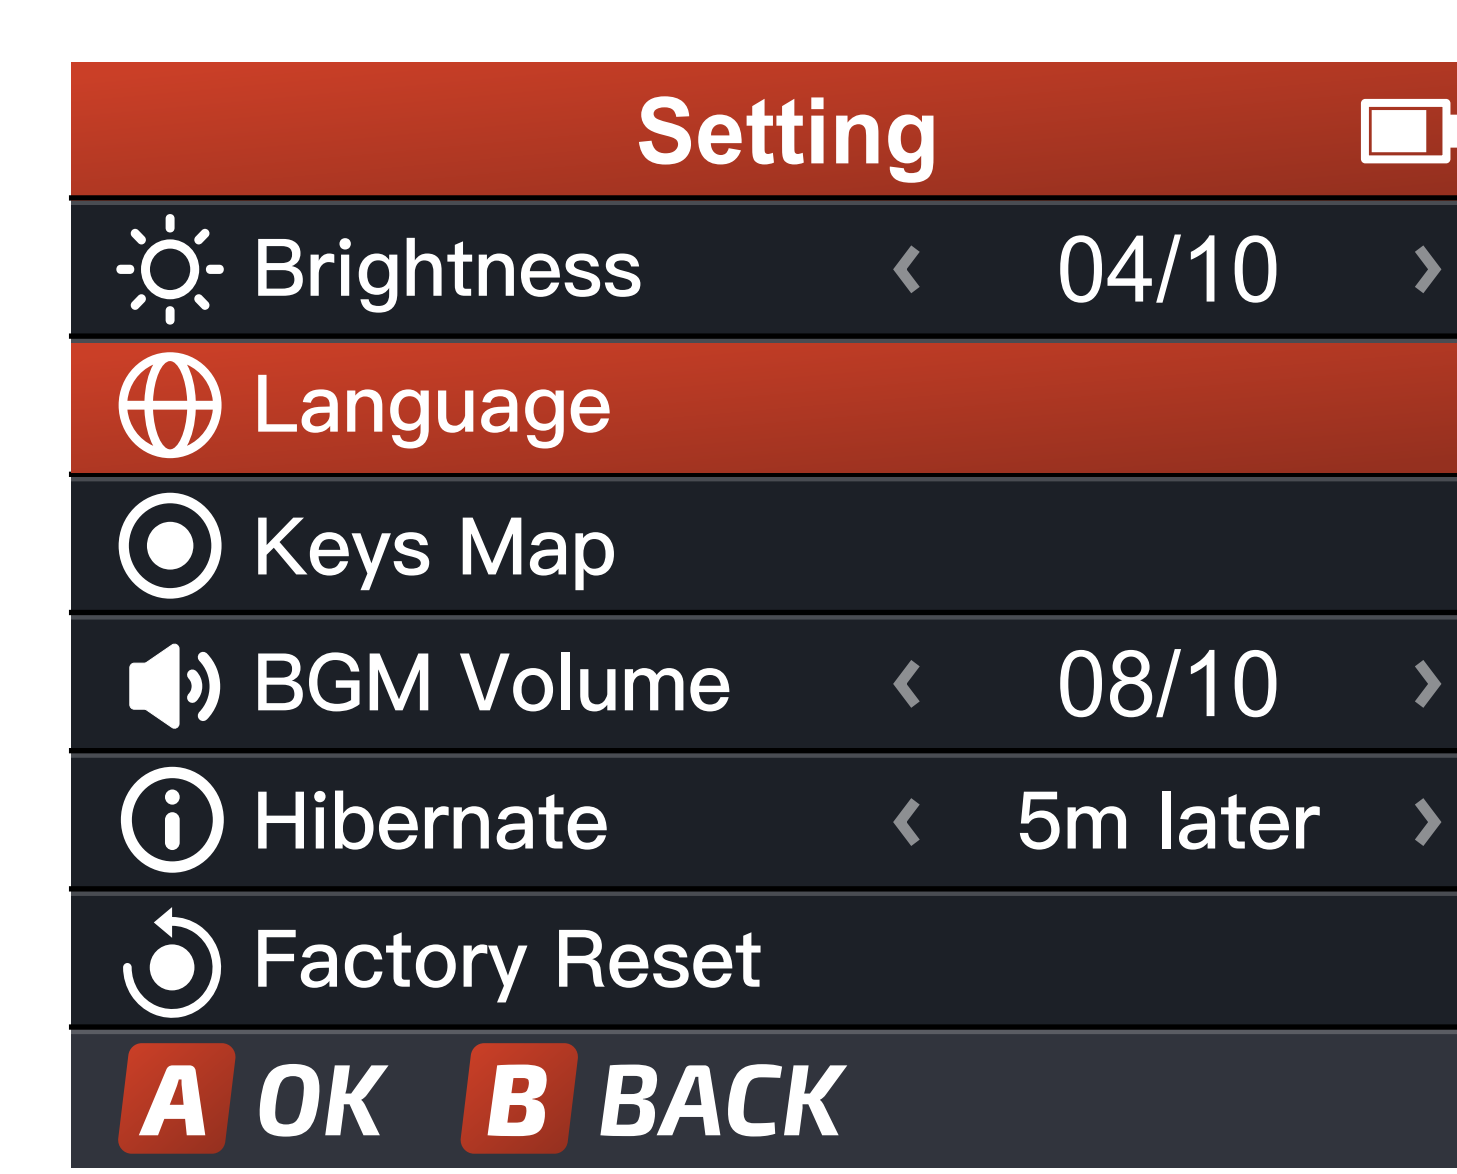 Setting
Brightness ‹ 04/10 ›
Language
Keys Map
BGM Volume ‹ 08/10 ›
Hibernate ‹ 5m later ›
Factory Reset
A OK B BACK